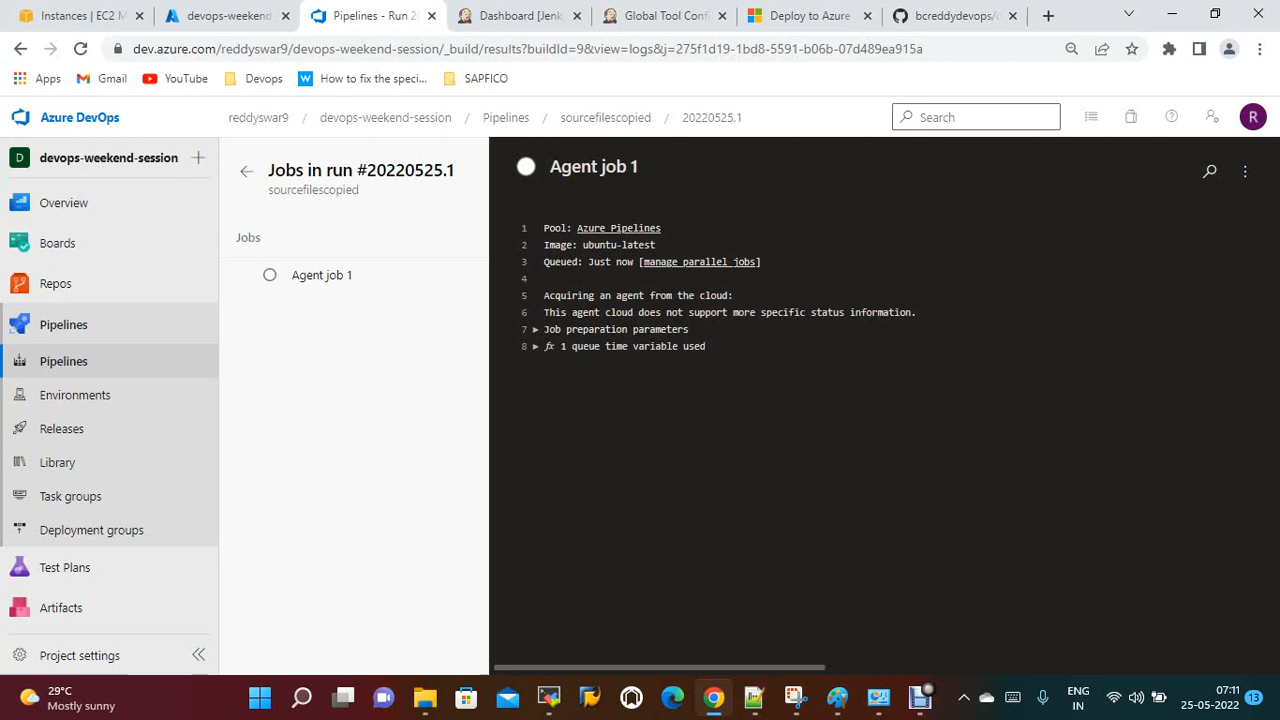 Instances | EC2 M
devops-weekend
Pipelines - Run 2
Dashboard [Jenk
Global Tool Conf
Deploy to Azure
bcreddydevops/
dev.azure.com/reddyswar9/devops-weekend-session/_build/results?buildId=9&view=logs&j=275f1d19-1bd8-5591-b06b-07d489ea915a
Apps
Gmail
YouTube
Devops
How to fix the speci...
SAPFICO
Azure DevOps
reddyswar9 / devops-weekend-session / Pipelines / sourcefilescopied / 20220525.1
Search
R
D
devops-weekend-session
Overview
Boards
Repos
Pipelines
Pipelines
Environments
Releases
Library
Task groups
Deployment groups
Test Plans
Artifacts
Project settings
Jobs in run #20220525.1
sourcefilescopied
Jobs
Agent job 1
Agent job 1
1 Pool: Azure Pipelines
2 Image: ubuntu-latest
3 Queued: Just now [manage parallel jobs]
4
5 Acquiring an agent from the cloud:
6 This agent cloud does not support more specific status information.
7 Job preparation parameters
8 fx 1 queue time variable used
29°C
Mostly sunny
ENG
IN
07:11
25-05-2022
13